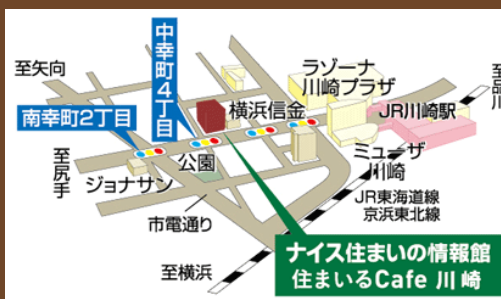 至矢向
中幸町4丁目
南幸町2丁目
至尻手
ジョナサン
公園
市電通り
至横浜
横浜信金
ラゾーナ
川崎プラザ
至品川
JR川崎駅
ミューザ
川崎
JR東海道線
京浜東北線
ナイス住まいの情報館
住まいるCafe 川崎